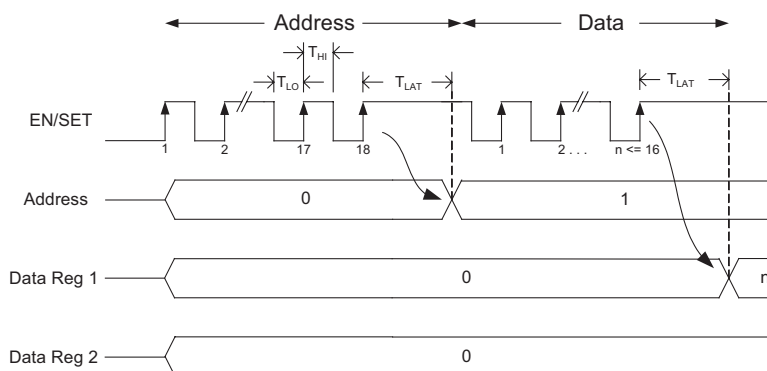 Address Data
T_HI
T_LO T_LAT T_LAT
EN/SET
1 2 17 18 1 2 . . . n <= 16
Address 0 1
Data Reg 1 0 n
Data Reg 2 0